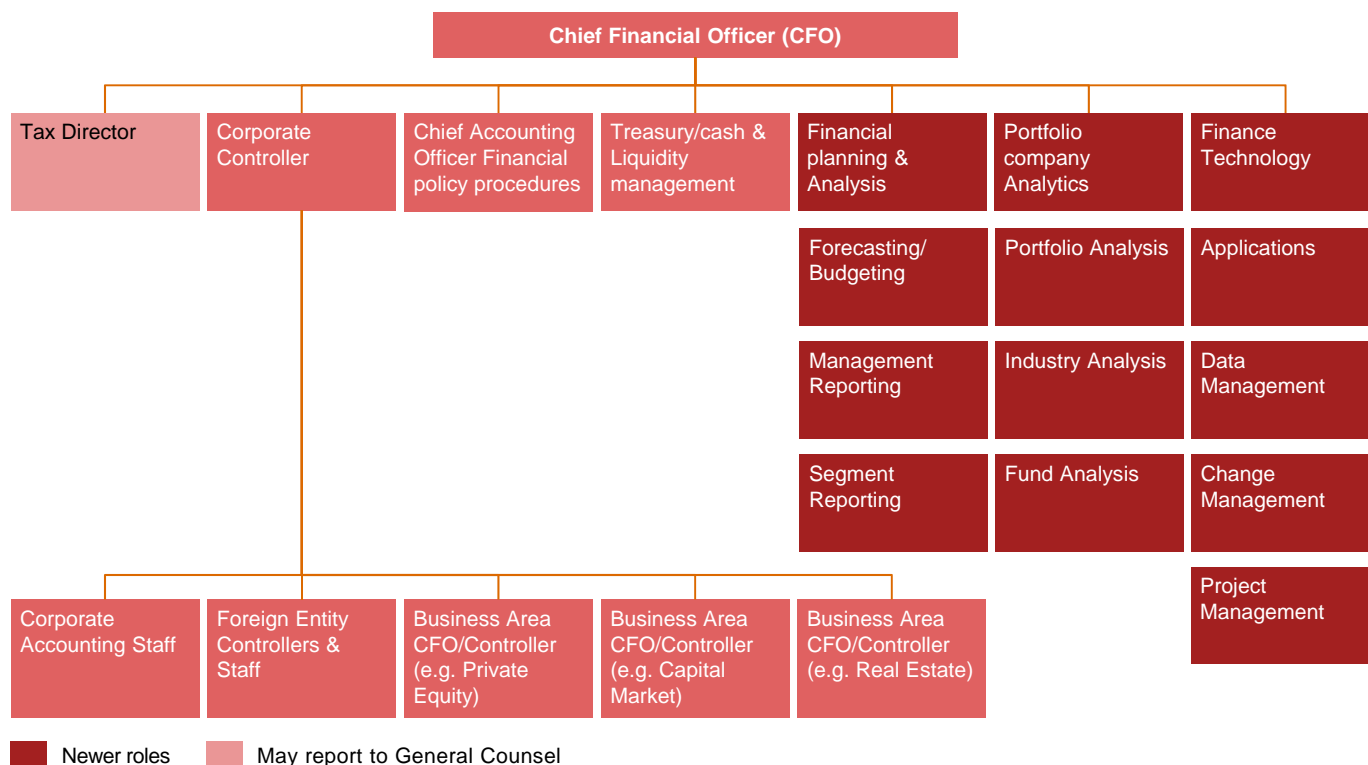 Chief Financial Officer (CFO)
Tax Director
Corporate
Controller
Chief Accounting
Officer Financial
policy procedures
Treasury/cash &
Liquidity
management
Financial
planning &
Analysis
Portfolio
company
Analytics
Finance
Technology
Forecasting/
Budgeting
Portfolio Analysis
Applications
Management
Reporting
Industry Analysis
Data
Management
Segment
Reporting
Fund Analysis
Change
Management
Project
Management
Corporate
Accounting Staff
Foreign Entity
Controllers &
Staff
Business Area
CFO/Controller
(e.g. Private
Equity)
Business Area
CFO/Controller
(e.g. Capital
Market)
Business Area
CFO/Controller
(e.g. Real Estate)
Newer roles
May report to General Counsel